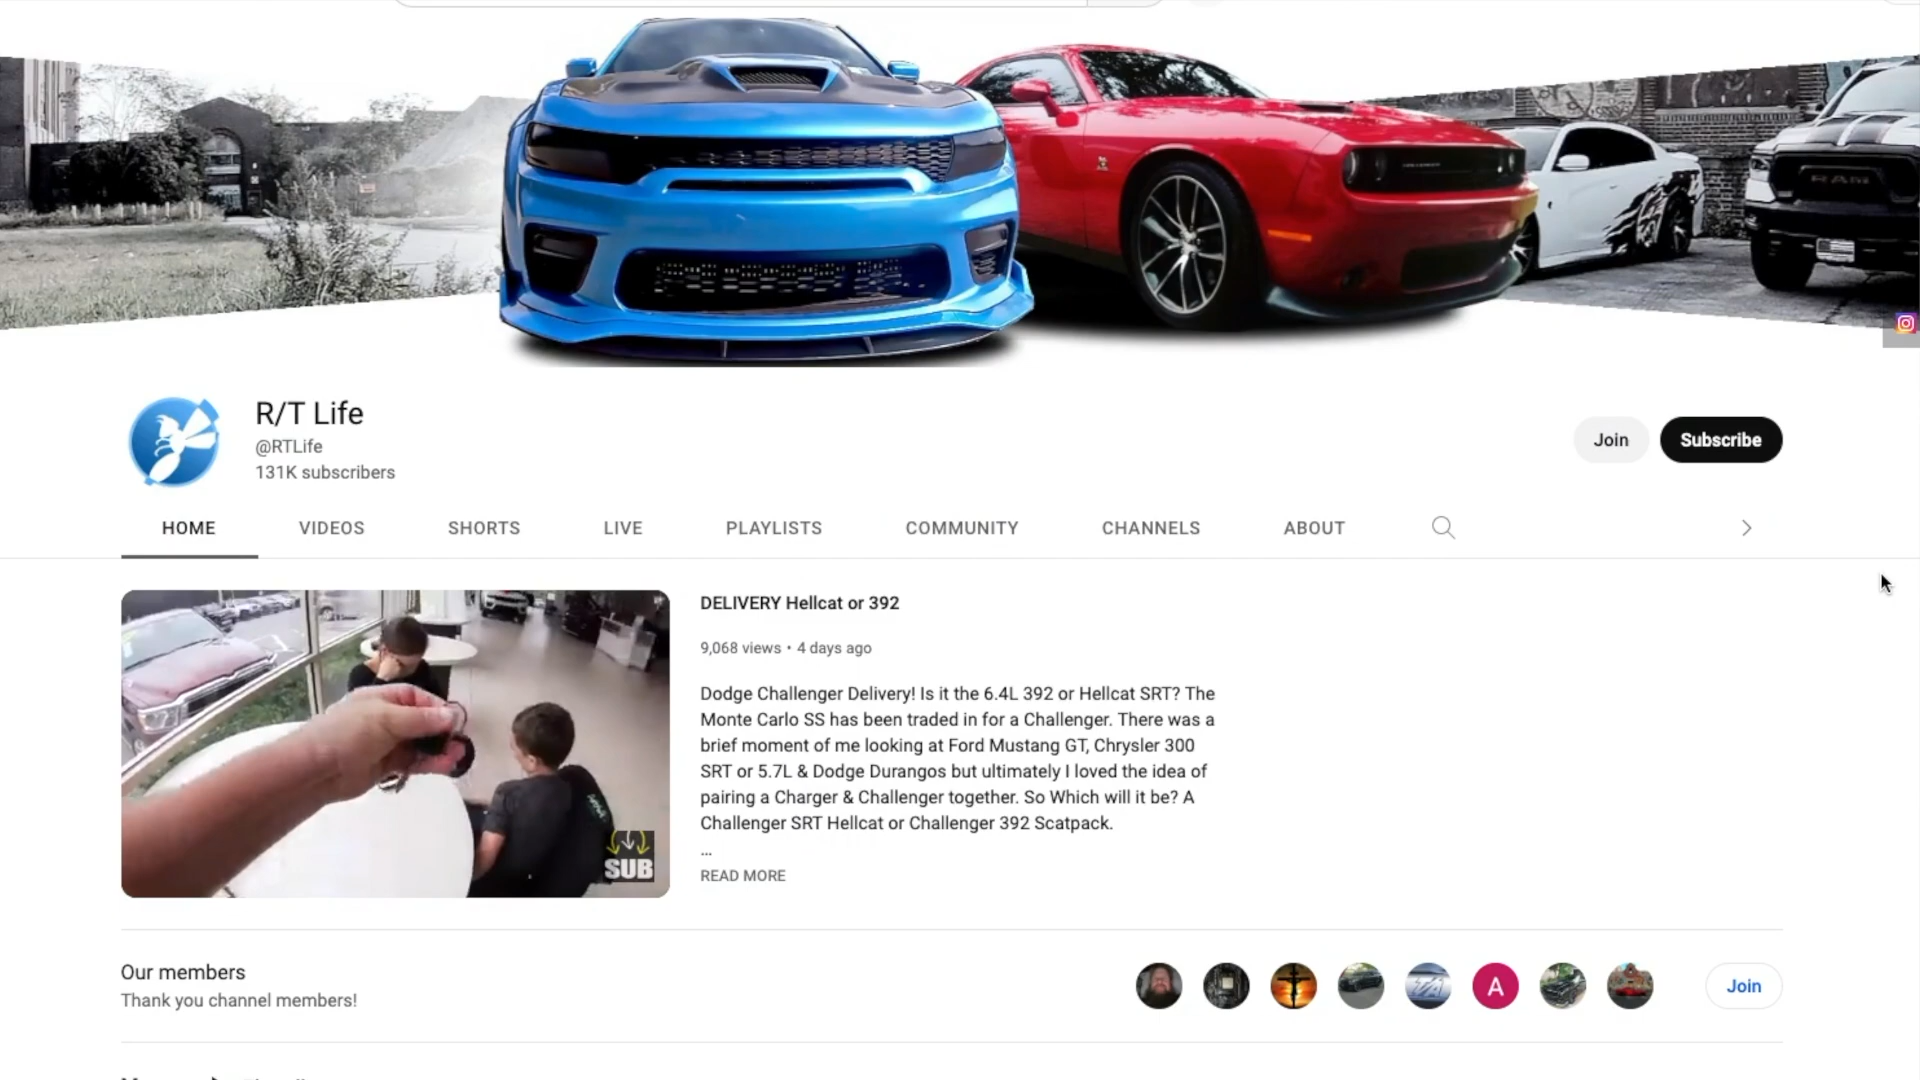 RAM
R/T Life
@RTLife
131K subscribers
Join
Subscribe
HOME
VIDEOS
SHORTS
LIVE
PLAYLISTS
COMMUNITY
CHANNELS
ABOUT
SUB
DELIVERY Hellcat or 392
9,068 views • 4 days ago
Dodge Challenger Delivery! Is it the 6.4L 392 or Hellcat SRT? The
Monte Carlo SS has been traded in for a Challenger. There was a
brief moment of me looking at Ford Mustang GT, Chrysler 300
SRT or 5.7L & Dodge Durangos but ultimately I loved the idea of
pairing a Charger & Challenger together. So Which will it be? A
Challenger SRT Hellcat or Challenger 392 Scatpack.
...
READ MORE
Our members
Thank you channel members!
A
Join